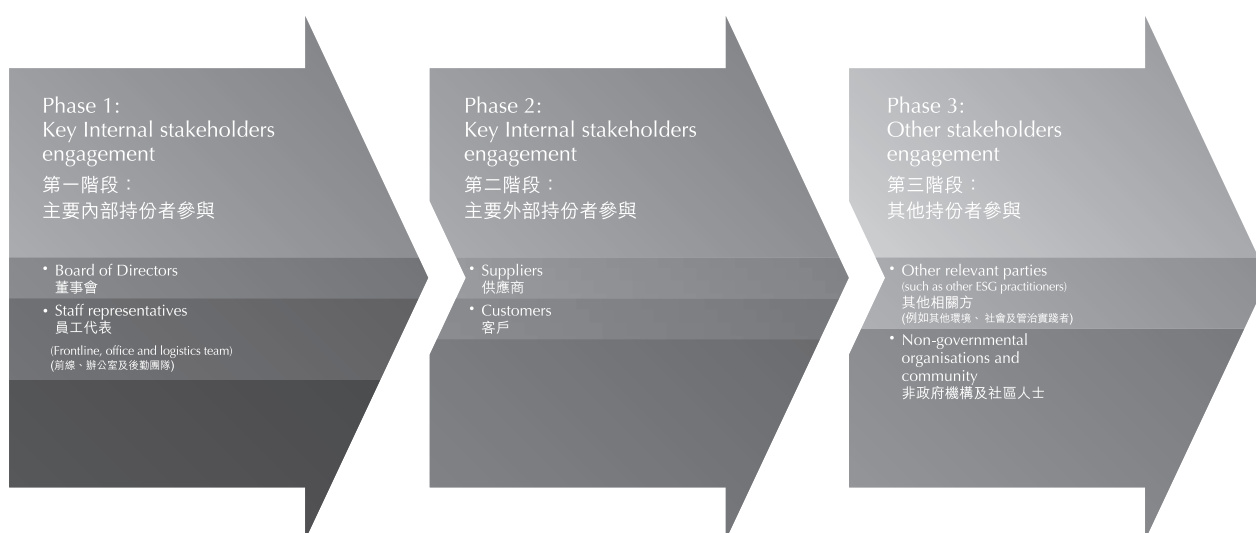 Phase 1:
Key Internal stakeholders
engagement
第一階段：
主要內部持份者參與
• Board of Directors
董事會
• Staff representatives
員工代表
(Frontline, office and logistics team)
(前線、辦公室及後勤團隊)
Phase 2:
Key Internal stakeholders
engagement
第二階段：
主要外部持份者參與
• Suppliers
供應商
• Customers
客戶
Phase 3:
Other stakeholders
engagement
第三階段：
其他持份者參與
• Other relevant parties
(such as other ESG practitioners)
其他相關方
(例如其他環境、 社會及管治實踐者)
• Non-governmental
organisations and
community
非政府機構及社區人士